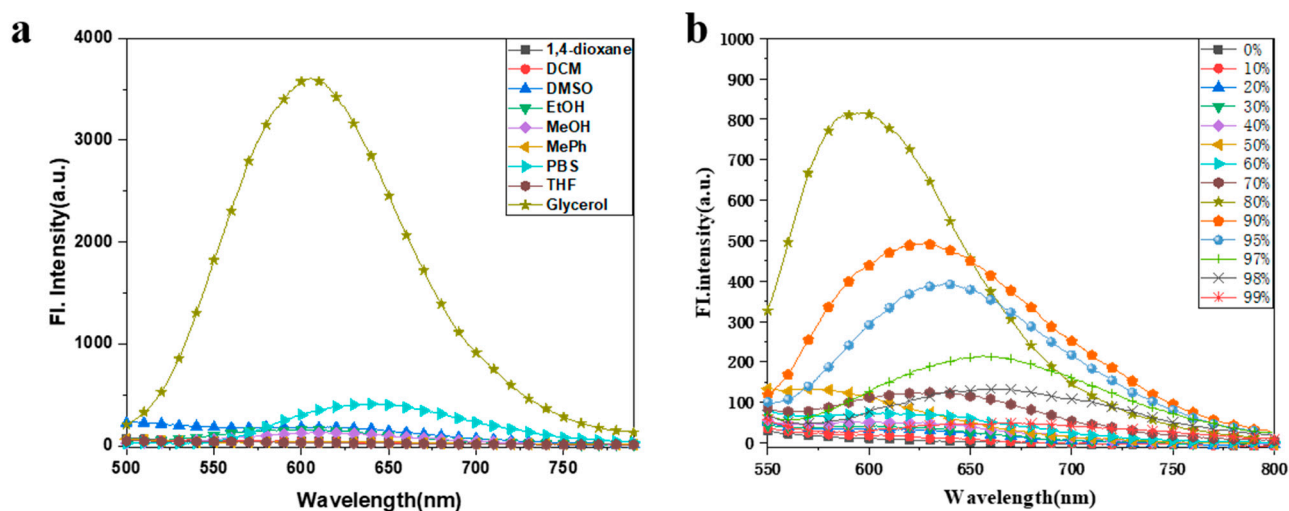 a
4000
3000
2000
1000
0
500
550
600
650
700
750
Fl. Intensity(a.u.)
Wavelength(nm)
1,4-dioxane
DCM
DMSO
EtOH
MeOH
MePh
PBS
THF
Glycerol
b
1000
900
800
700
600
500
400
300
200
100
0
550
600
650
700
750
800
FI.intensity(a.u.)
Wavelength(nm)
0%
10%
20%
30%
40%
50%
60%
70%
80%
90%
95%
97%
98%
99%